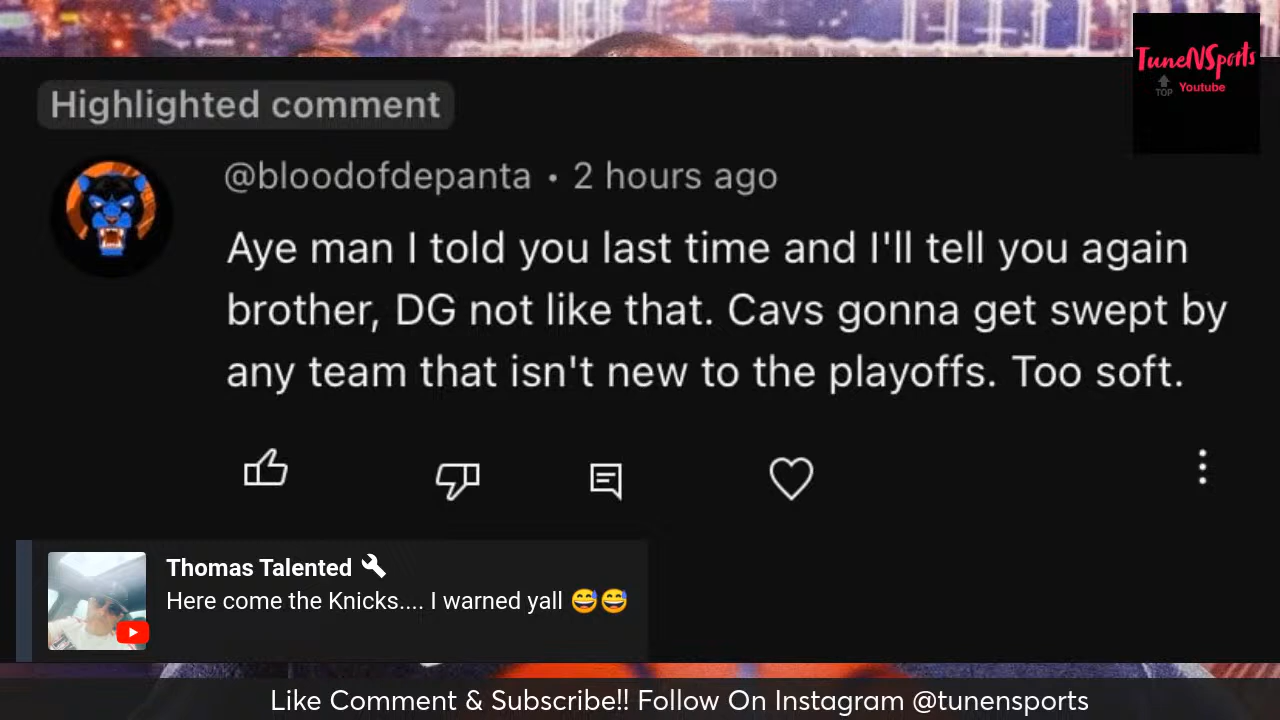 TuneNSports
TOP Youtube
Highlighted comment
@bloodofdepanta • 2 hours ago
Aye man I told you last time and I'll tell you again
brother, DG not like that. Cavs gonna get swept by
any team that isn't new to the playoffs. Too soft.
Thomas Talented 🔧
Here come the Knicks.... I warned yall 😅😅
Like Comment & Subscribe!! Follow On Instagram @tunensports